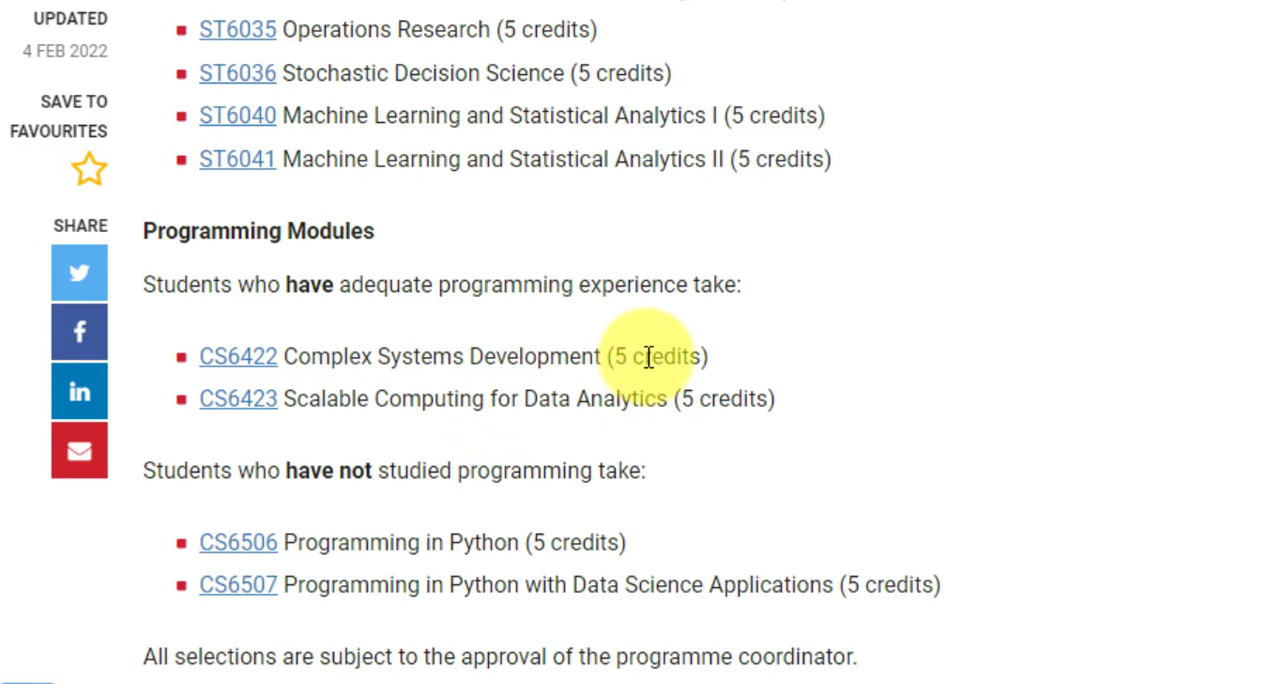 UPDATED
4 FEB 2022
SAVE TO
FAVOURITES
SHARE
in
ST6035 Operations Research (5 credits)
ST6036 Stochastic Decision Science (5 credits)
ST6040 Machine Learning and Statistical Analytics I (5 credits)
ST6041 Machine Learning and Statistical Analytics II (5 credits)
Programming Modules
Students who have adequate programming experience take:
CS6422 Complex Systems Development (5 credits)
CS6423 Scalable Computing for Data Analytics (5 credits)
Students who have not studied programming take:
CS6506 Programming in Python (5 credits)
CS6507 Programming in Python with Data Science Applications (5 credits)
All selections are subject to the approval of the programme coordinator.